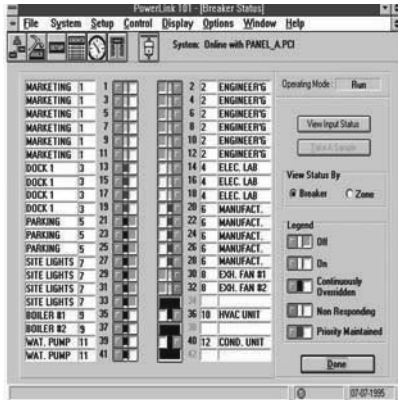 PowerLink 101 - [Breaker Status]
File System Setup Control Display Options Window Help
System: Online with PANEL_A.PCI
MARKETING 1 1 2 2 ENGINEER'G
MARKETING 1 3 4 2 ENGINEER'G
MARKETING 1 5 6 2 ENGINEER'G
MARKETING 1 7 8 2 ENGINEER'G
MARKETING 1 9 10 2 ENGINEER'G
MARKETING 1 11 12 2 ENGINEER'G
DOCK 1 3 13 14 4 ELEC. LAB
DOCK1 3 15 16 4 ELEC. LAB
DOCK1 3 17 18 4 ELEC. LAB
DOCK1 3 19 20 6 MANUFACT.
PARKING 5 21 22 6 MANUFACT.
PARKING 5 23 24 6 MANUFACT.
PARKING 5 25 26 6 MANUFACT.
SITE LIGHTS 7 27 28 6 MANUFACT.
SITE LIGHTS 7 29 30 8 EXH. FAN #1
SITE LIGHTS 7 31 32 8 EXH. FAN #2
SITE LIGHTS 7 33 34
BOILER #1 9 35 36 10 HVAC UNIT
BOILER #2 9 37 38
WAT. PUMP 11 39 40 12 COND. UNIT
WAT. PUMP 11 41 42
Operating Mode : Run
View Input Status
Take A Sample
View Status By
Breaker Zone
Legend
Off
On
Continuously
Overridden
Non Responding
Priority Maintained
Done
07-07-1995